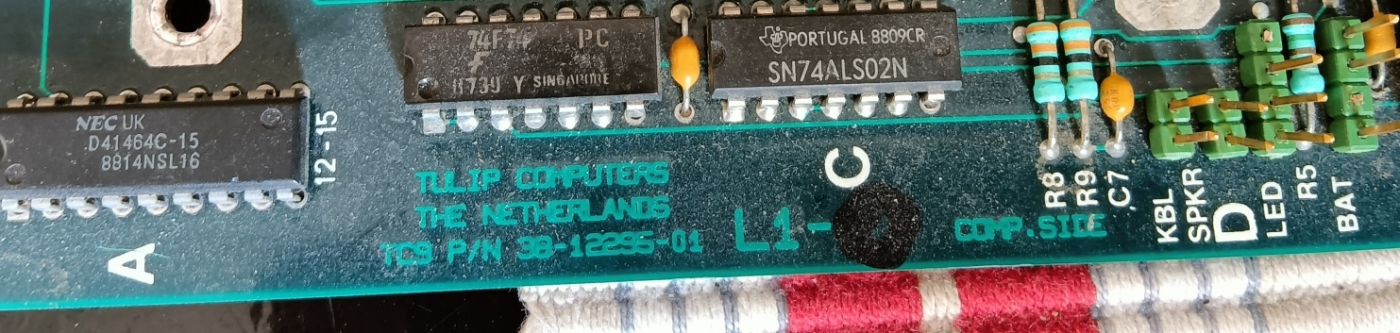 74F74 PC
F
8739 Y SINGAPORE
PORTUGAL 8809CR
SN74ALS02N
NEC UK
D41464C-15
8814NSL16
12-15
A
TULIP COMPUTERS
THE NETHERLANDS
TCS P/N 38-12295-01
L1-
COMP.SIDE
C
R8
R9
C7
KBL
SPKR
D
LED
R5
BAT